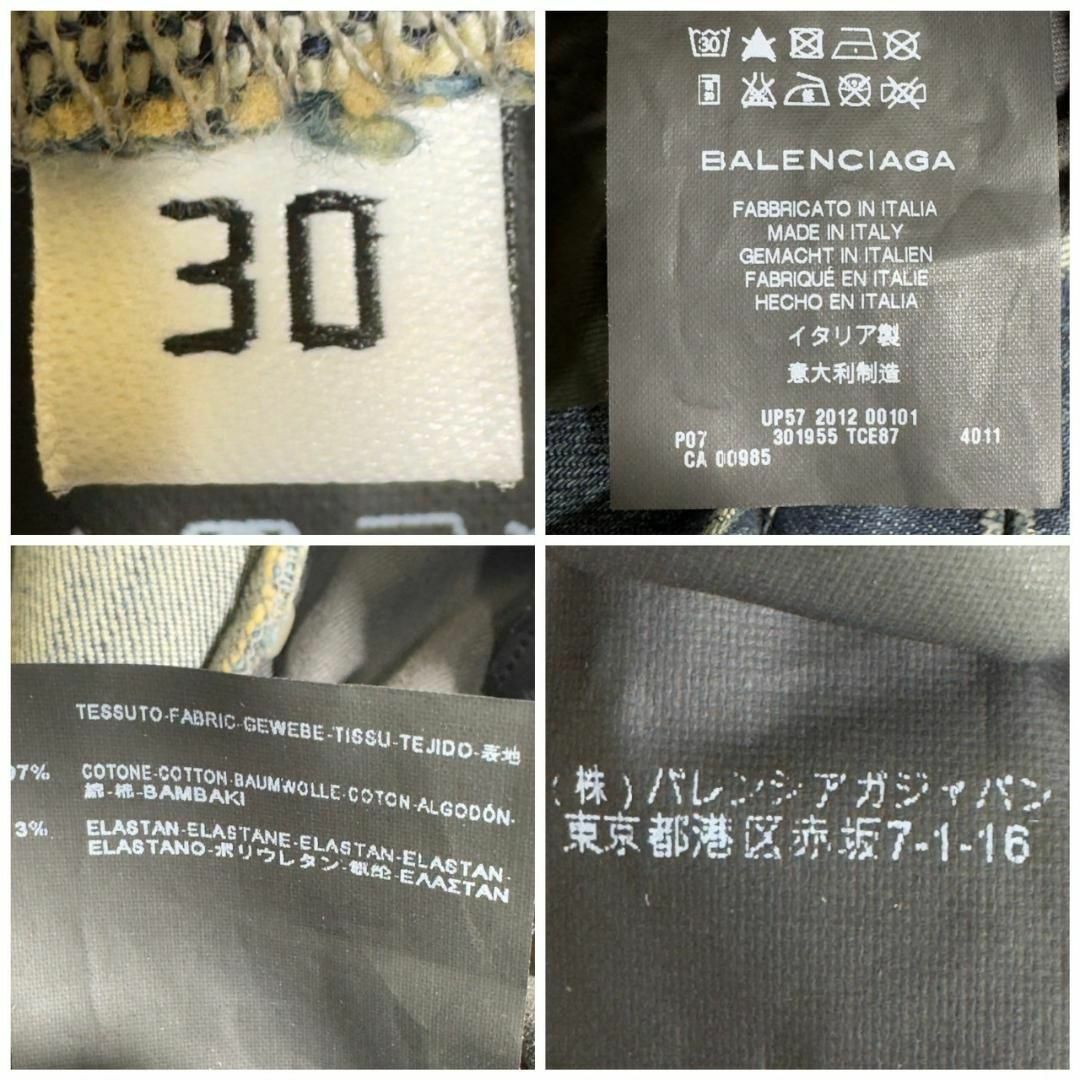 30
30
BALENCIAGA
FABBRICATO IN ITALIA
MADE IN ITALY
GEMACHT IN ITALIEN
FABRIQUÉ EN ITALIE
HECHO EN ITALIA
イタリア製
意大利制造
UP57 2012 00101
P07 301955 TCE87 4011
CA 00985
TESSUTO-FABRIC-GEWEBE-TISSU-TEJIDO-表地
7% COTONE-COTTON-BAUMWOLLE-COTON-ALGODÓN-
綿-棉-BAMBAKI
3% ELASTAN-ELASTANE-ELASTAN-ELASTAN-
ELASTANO-ポリウレタン-氨纶-ΕΛΑΣΤΑΝ
(株)バレンシアガジャパン
東京都港区赤坂7-1-16